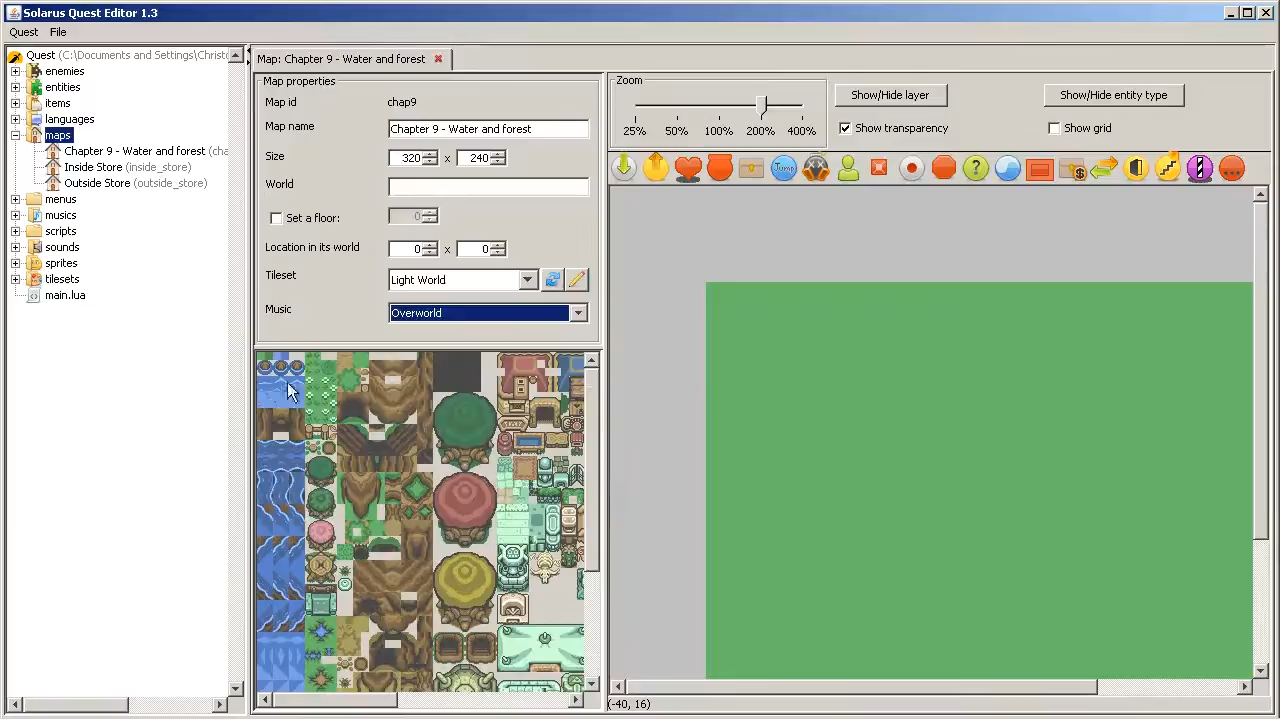 Solarus Quest Editor 1.3
Quest File
Quest (C:\Documents and Settings\Christ
enemies
entities
items
languages
maps
Chapter 9 - Water and forest (cha
Inside Store (inside_store)
Outside Store (outside_store)
menus
musics
scripts
sounds
sprites
tilesets
main.lua
Map: Chapter 9 - Water and forest
Map properties
Map id chap9
Map name Chapter 9 - Water and forest
Size 320 x 240
World
Set a floor: 0
Location in its world 0 x 0
Tileset Light World
Music Overworld
Zoom
25% 50% 100% 200% 400%
Show/Hide layer Show/Hide entity type
Show transparency Show grid
Jump
?
$
(-40, 16)